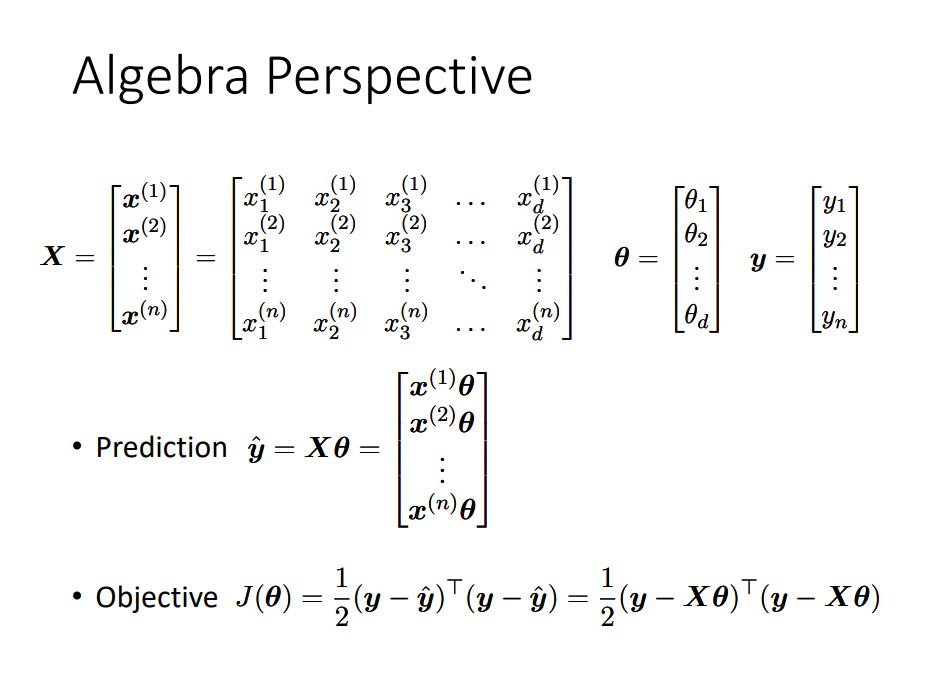 Algebra Perspective
$\boldsymbol{X} = \begin{bmatrix} \boldsymbol{x}^{(1)} \\ \boldsymbol{x}^{(2)} \\ \vdots \\ \boldsymbol{x}^{(n)} \end{bmatrix} = \begin{bmatrix} x_1^{(1)} & x_2^{(1)} & x_3^{(1)} & \dots & x_d^{(1)} \\ x_1^{(2)} & x_2^{(2)} & x_3^{(2)} & \dots & x_d^{(2)} \\ \vdots & \vdots & \vdots & \ddots & \vdots \\ x_1^{(n)} & x_2^{(n)} & x_3^{(n)} & \dots & x_d^{(n)} \end{bmatrix} \quad \boldsymbol{\theta} = \begin{bmatrix} \theta_1 \\ \theta_2 \\ \vdots \\ \theta_d \end{bmatrix} \quad \boldsymbol{y} = \begin{bmatrix} y_1 \\ y_2 \\ \vdots \\ y_n \end{bmatrix}$
• Prediction $\hat{\boldsymbol{y}} = \boldsymbol{X}\boldsymbol{\theta} = \begin{bmatrix} \boldsymbol{x}^{(1)}\boldsymbol{\theta} \\ \boldsymbol{x}^{(2)}\boldsymbol{\theta} \\ \vdots \\ \boldsymbol{x}^{(n)}\boldsymbol{\theta} \end{bmatrix}$
• Objective $J(\boldsymbol{\theta}) = \frac{1}{2}(\boldsymbol{y} - \hat{\boldsymbol{y}})^\top(\boldsymbol{y} - \hat{\boldsymbol{y}}) = \frac{1}{2}(\boldsymbol{y} - \boldsymbol{X}\boldsymbol{\theta})^\top(\boldsymbol{y} - \boldsymbol{X}\boldsymbol{\theta})$